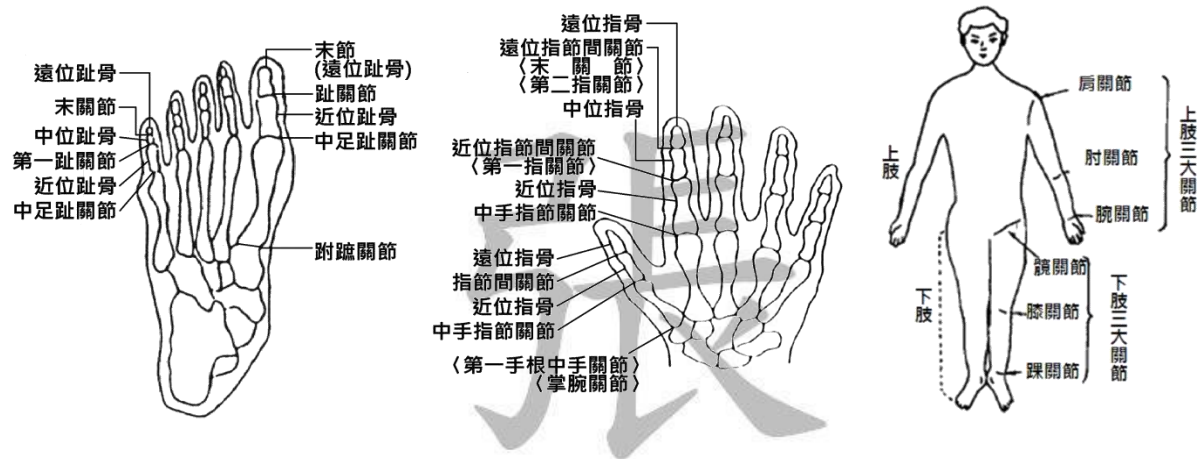 遠位趾骨
末關節
中位趾骨
第一趾關節
近位趾骨
中足趾關節
末節
(遠位趾骨)
趾關節
近位趾骨
中足趾關節
跗蹠關節
遠位指骨
遠位指節間關節
〈末關節〉
〈第二指關節〉
中位指骨
近位指節間關節
〈第一指關節〉
近位指骨
中手指節關節
遠位指骨
指節間關節
近位指骨
中手指節關節
〈第一手根中手關節〉
〈掌腕關節〉
肩關節
肘關節
腕關節
上肢三大關節
上肢
髖關節
膝關節
踝關節
下肢三大關節
下肢